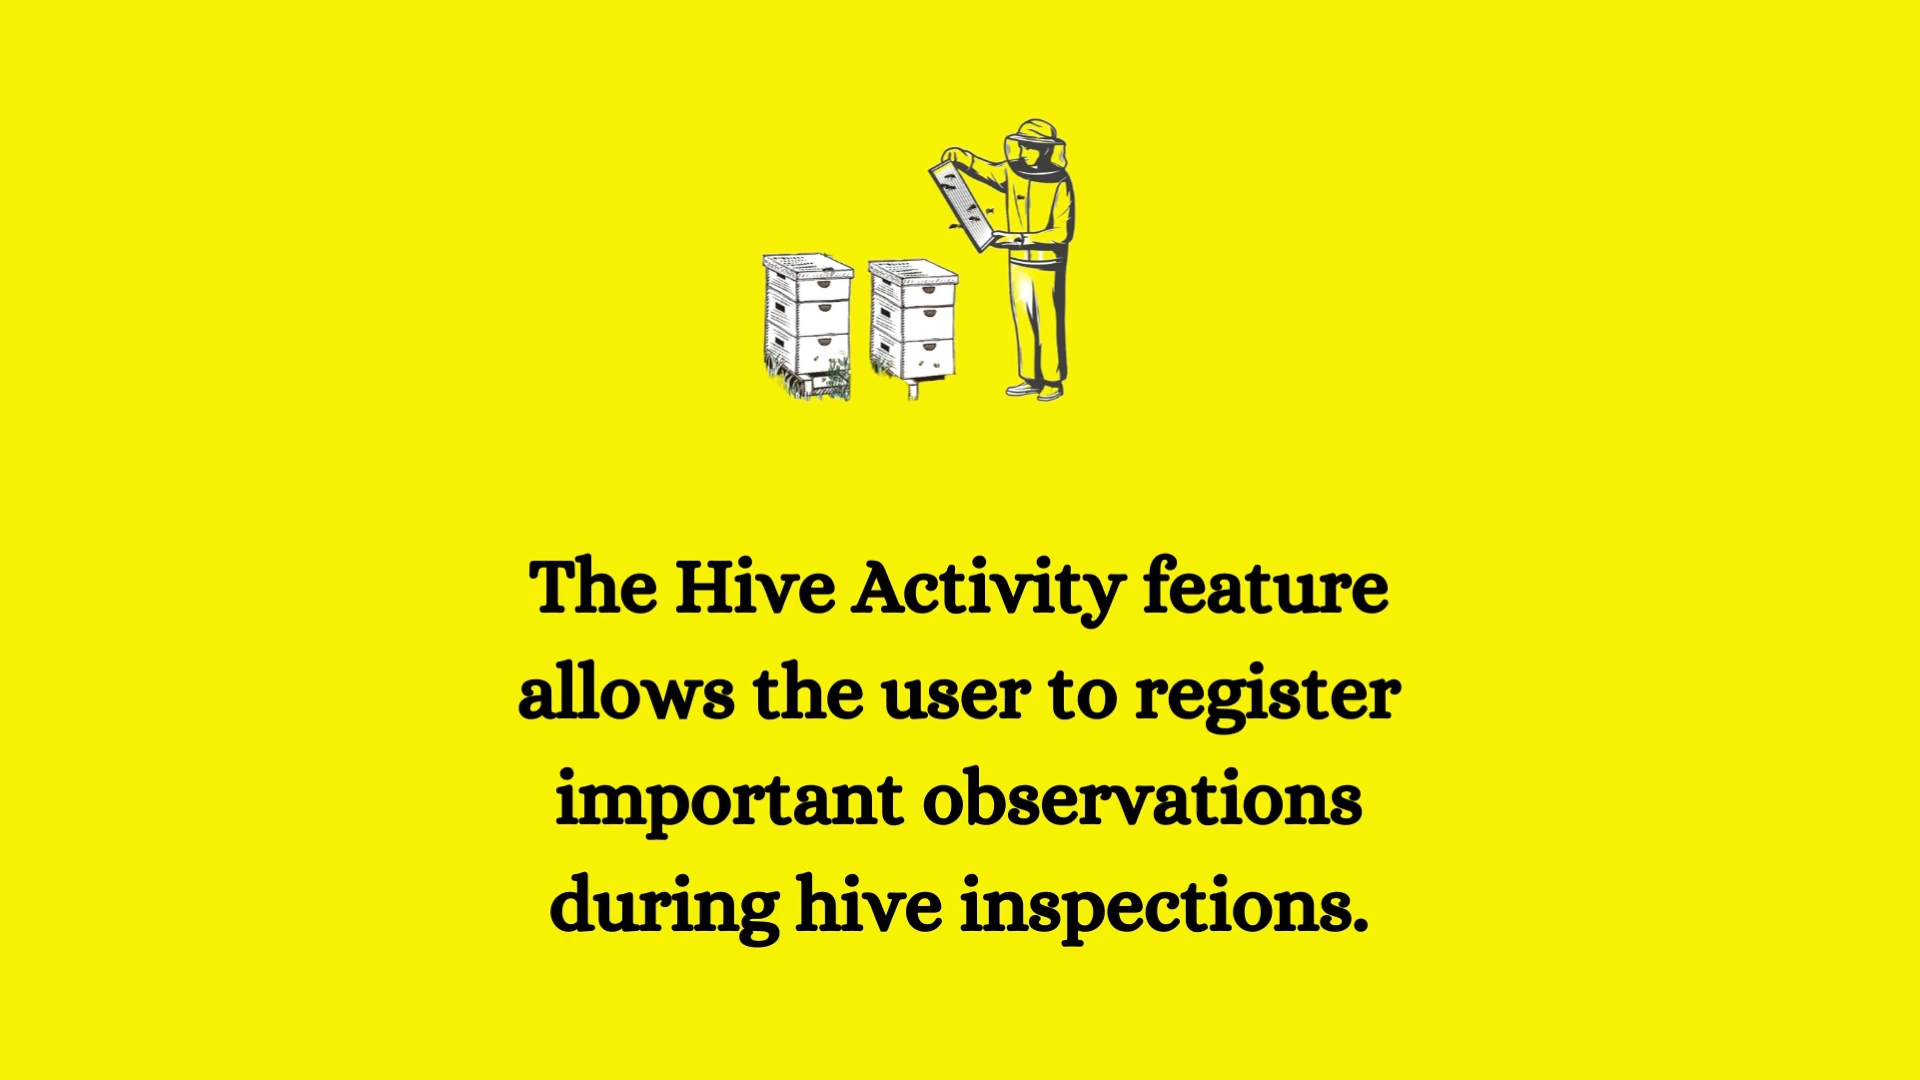 The Hive Activity feature
allows the user to register
important observations
during hive inspections.